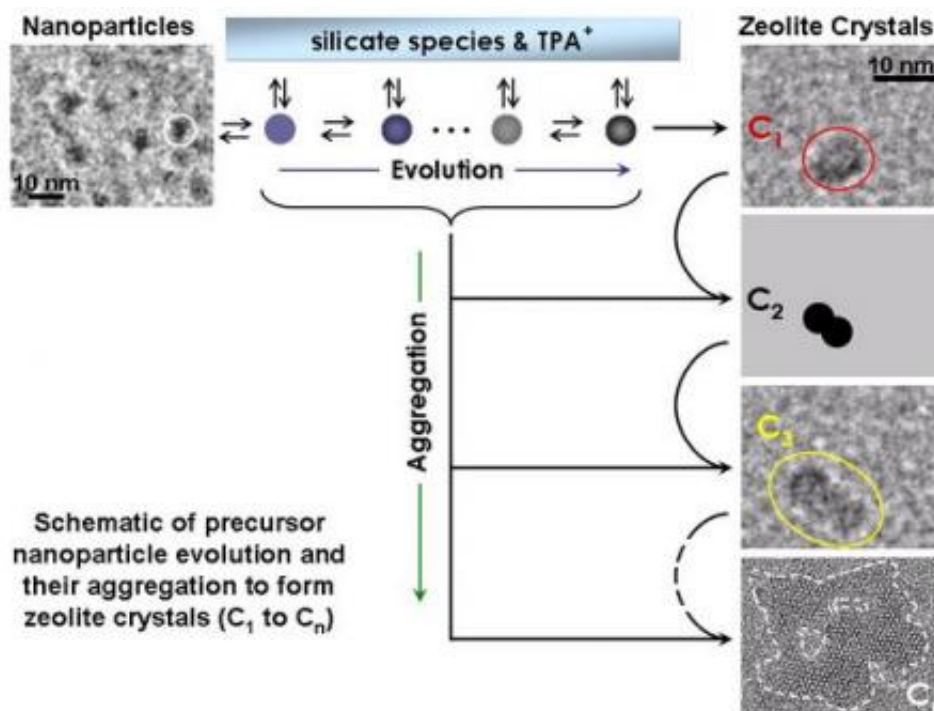 Nanoparticles
silicate species & TPA⁺
Zeolite Crystals
10 nm
10 nm
C₁
Evolution
C₂
Aggregation
C₃
Schematic of precursor
nanoparticle evolution and
their aggregation to form
zeolite crystals (C₁ to Cₙ)
C